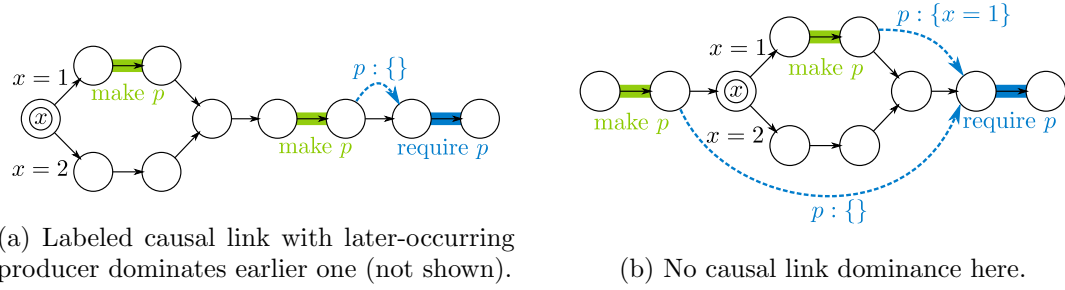 x = 1
make p
x
x = 2
make p
p : {}
require p
(a) Labeled causal link with later-occurring
producer dominates earlier one (not shown).
make p
x
x = 1
make p
x = 2
p : {x = 1}
require p
p : {}
(b) No causal link dominance here.